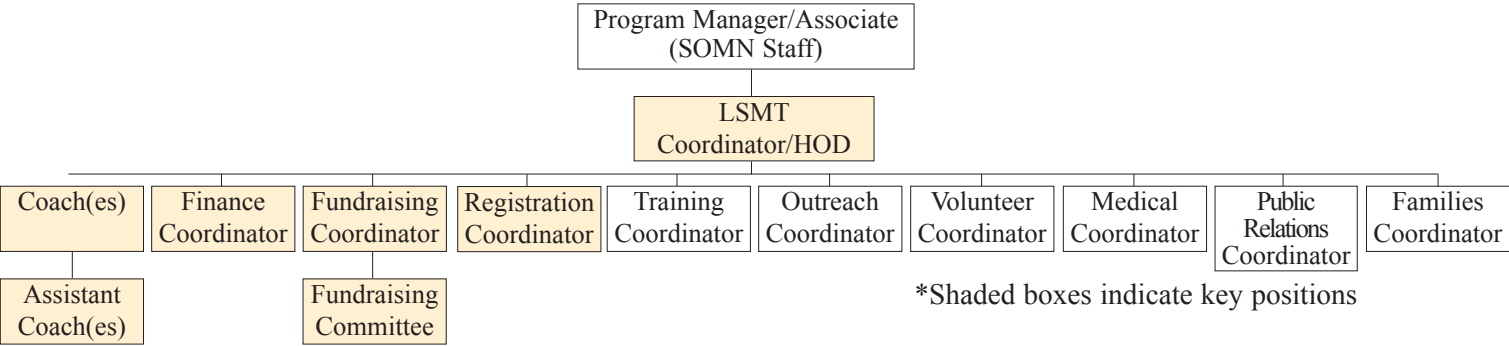 Program Manager/Associate
(SOMN Staff)
LSMT
Coordinator/HOD
Coach(es)
Finance
Coordinator
Fundraising
Coordinator
Registration
Coordinator
Training
Coordinator
Outreach
Coordinator
Volunteer
Coordinator
Medical
Coordinator
Public
Relations
Coordinator
Families
Coordinator
Assistant
Coach(es)
Fundraising
Committee
*Shaded boxes indicate key positions